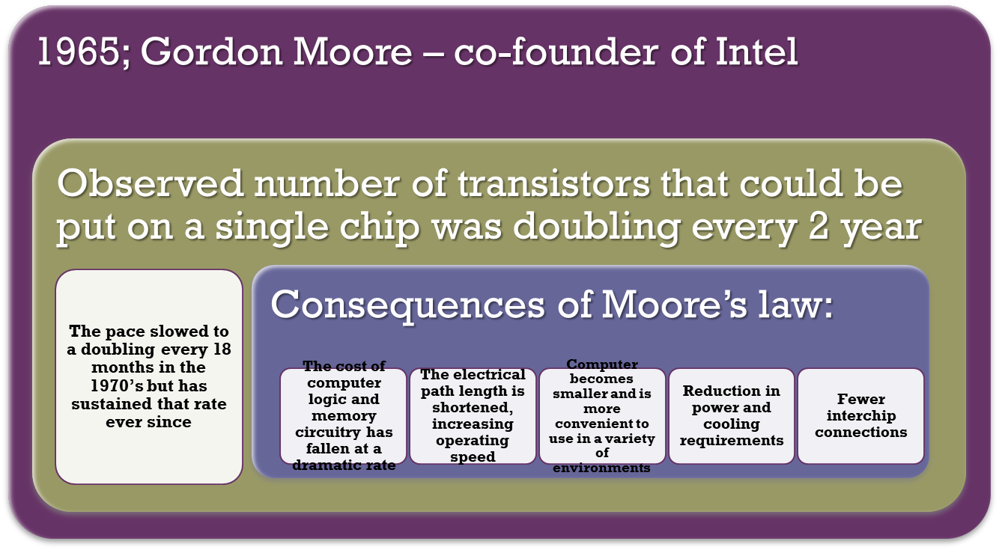 1965; Gordon Moore – co-founder of Intel
Observed number of transistors that could be
put on a single chip was doubling every 2 year
The pace slowed to
a doubling every 18
months in the
1970’s but has
sustained that rate
ever since
Consequences of Moore’s law:
The cost of
computer
logic and
memory
circuitry has
fallen at a
dramatic rate
The electrical
path length is
shortened,
increasing
operating
speed
Computer
becomes
smaller and is
more
convenient to
use in a variety
of
environments
Reduction in
power and
cooling
requirements
Fewer
interchip
connections